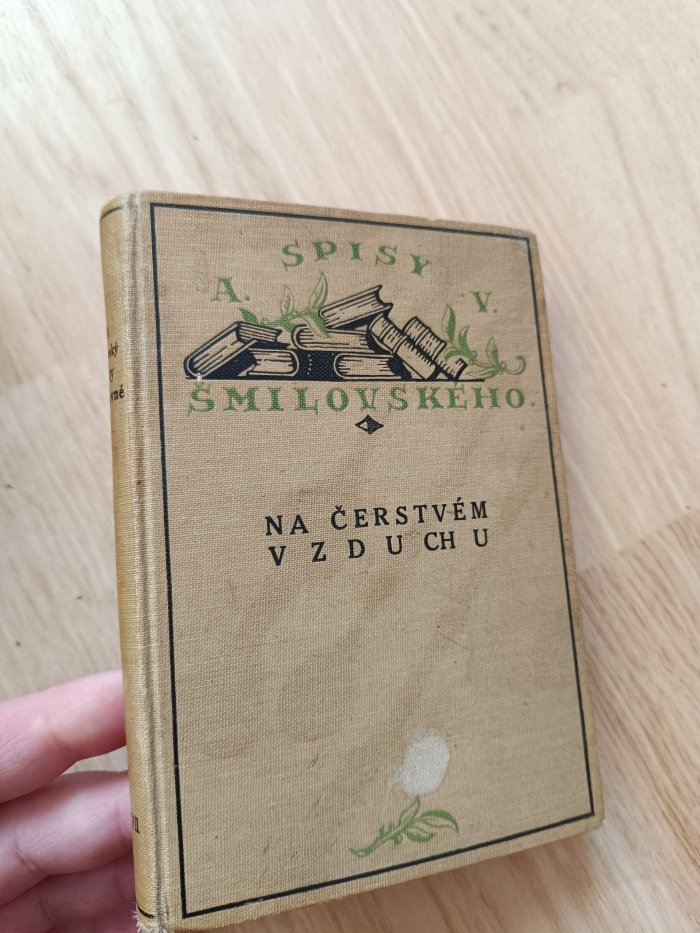 SPISY
A. V.
ŠMILOVSKÉHO.
NA ČERSTVÉM
VZDUCHU